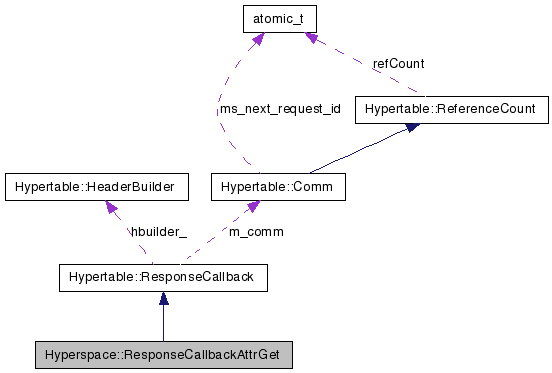 atomic_t
refCount
ms_next_request_id
Hypertable::ReferenceCount
Hypertable::HeaderBuilder
Hypertable::Comm
hbuilder_
m_comm
Hypertable::ResponseCallback
Hyperspace::ResponseCallbackAttrGet